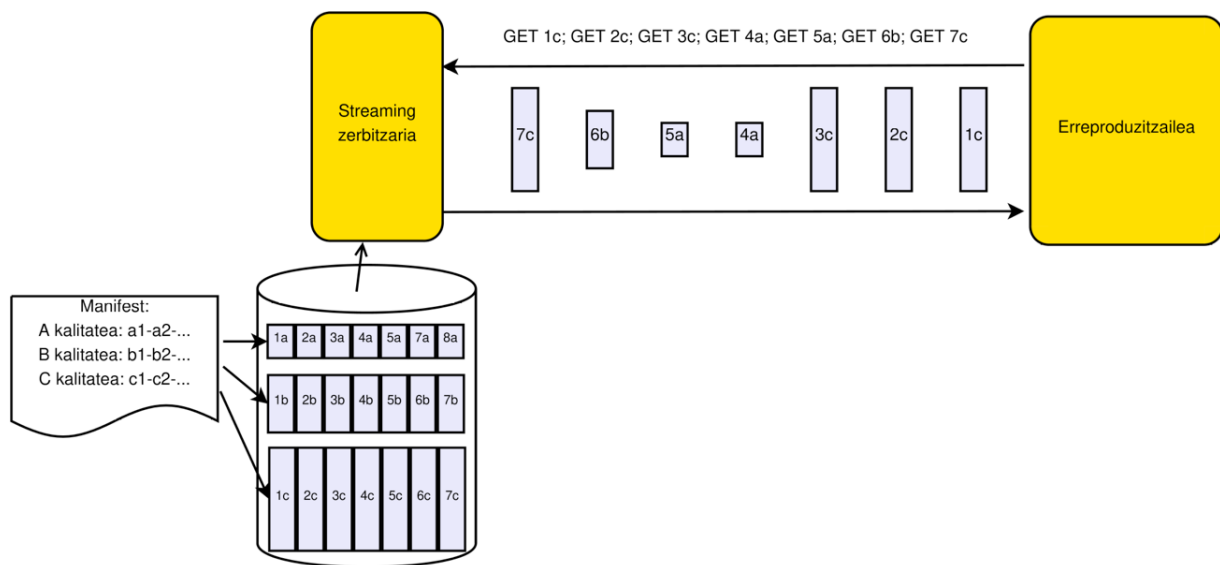 GET 1c; GET 2c; GET 3c; GET 4a; GET 5a; GET 6b; GET 7c
Streaming
zerbitzaria
7c 6b 5a 4a 3c 2c 1c
Erreproduzitzailea
Manifest:
A kalitatea: a1-a2-...
B kalitatea: b1-b2-...
C kalitatea: c1-c2-...
1a 2a 3a 4a 5a 7a 8a
1b 2b 3b 4b 5b 6b 7b
1c 2c 3c 4c 5c 6c 7c